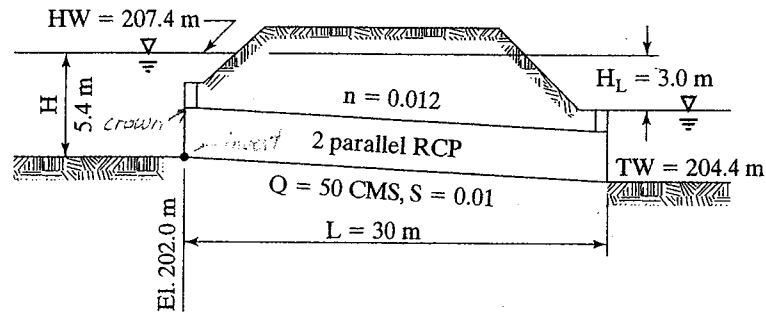 HW = 207.4 m
H_L = 3.0 m
H
5.4 m
n = 0.012
crown
invert
2 parallel RCP
TW = 204.4 m
Q = 50 CMS, S = 0.01
L = 30 m
El. 202.0 m